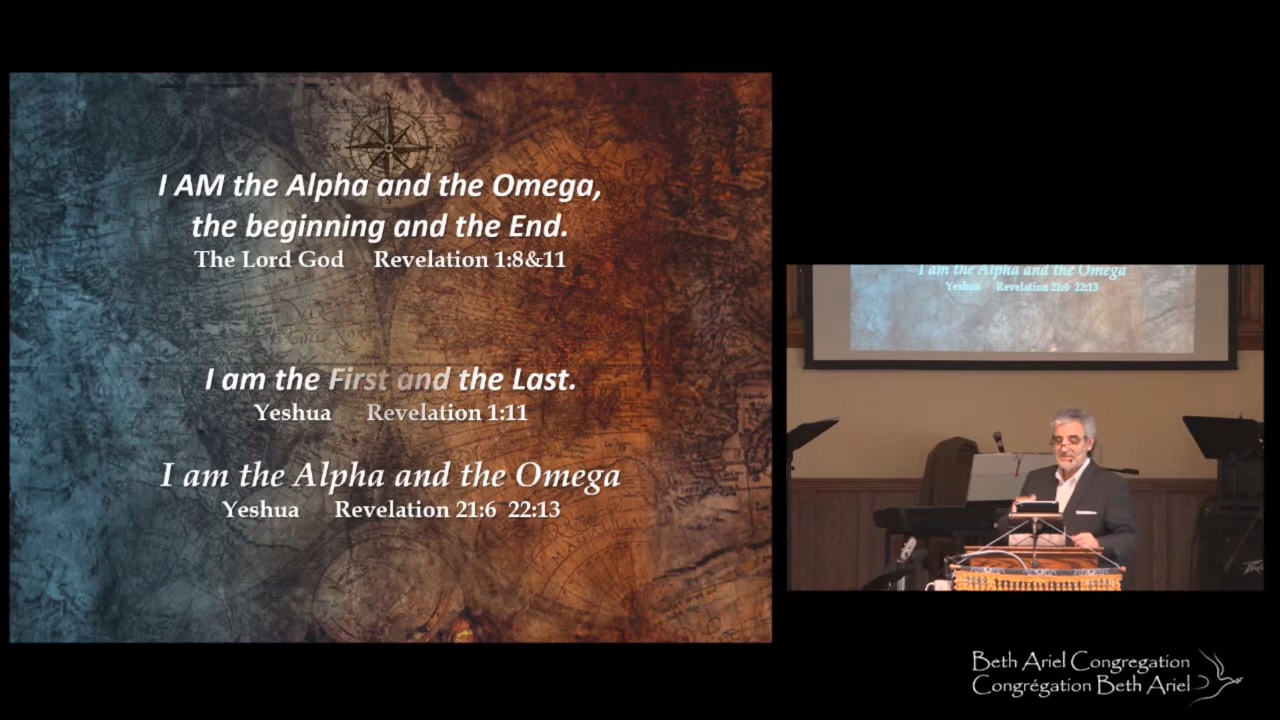 I AM the Alpha and the Omega,
the beginning and the End.
The Lord God Revelation 1:8&11
I am the First and the Last.
Yeshua Revelation 1:11
I am the Alpha and the Omega
Yeshua Revelation 21:6 22:13
I am the Alpha and the Omega
Yeshua Revelation 21:6 22:13
Beth Ariel Congregation
Congrégation Beth Ariel